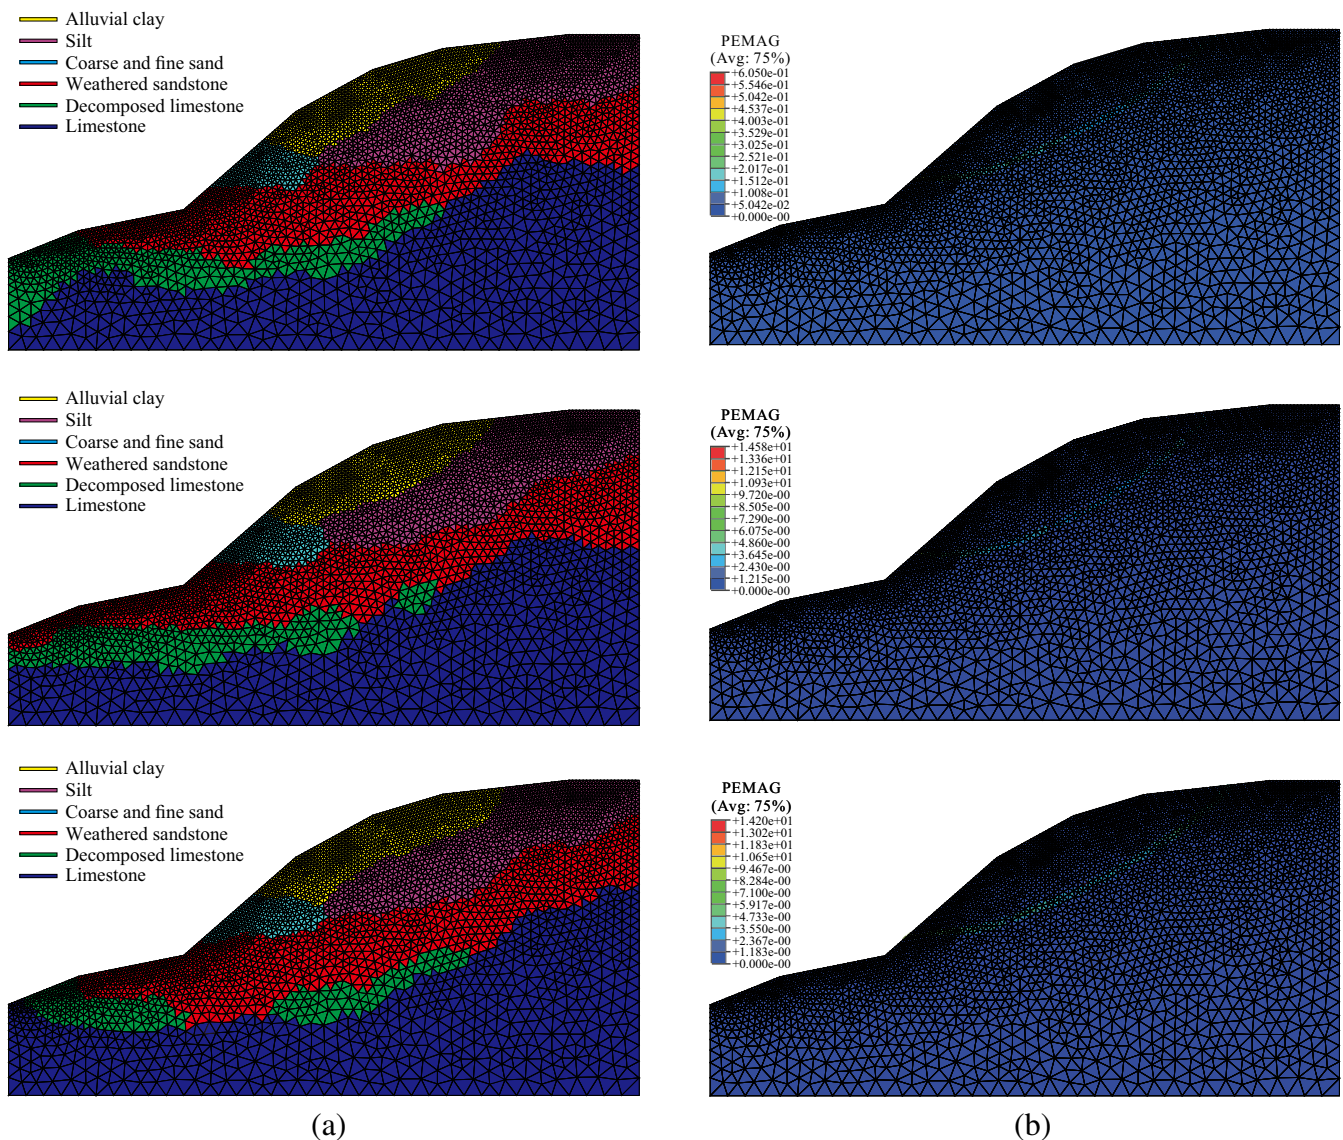 Alluvial clay
Silt
Coarse and fine sand
Weathered sandstone
Decomposed limestone
Limestone
PEMAG
(Avg: 75%)
+6.050e-01
+5.546e-01
+5.042e-01
+4.537e-01
+4.003e-01
+3.529e-01
+3.025e-01
+2.521e-01
+2.017e-01
+1.512e-01
+1.008e-01
+5.042e-02
+0.000e-00
Alluvial clay
Silt
Coarse and fine sand
Weathered sandstone
Decomposed limestone
Limestone
PEMAG
(Avg: 75%)
+1.458e+01
+1.336e+01
+1.215e+01
+1.093e+01
+9.720e-00
+8.505e-00
+7.290e-00
+6.075e-00
+4.860e-00
+3.645e-00
+2.430e-00
+1.215e-00
+0.000e-00
Alluvial clay
Silt
Coarse and fine sand
Weathered sandstone
Decomposed limestone
Limestone
PEMAG
(Avg: 75%)
+1.420e+01
+1.302e+01
+1.183e+01
+1.065e+01
+9.467e-00
+8.284e-00
+7.100e-00
+5.917e-00
+4.733e-00
+3.550e-00
+2.367e-00
+1.183e-00
+0.000e-00
(a)
(b)